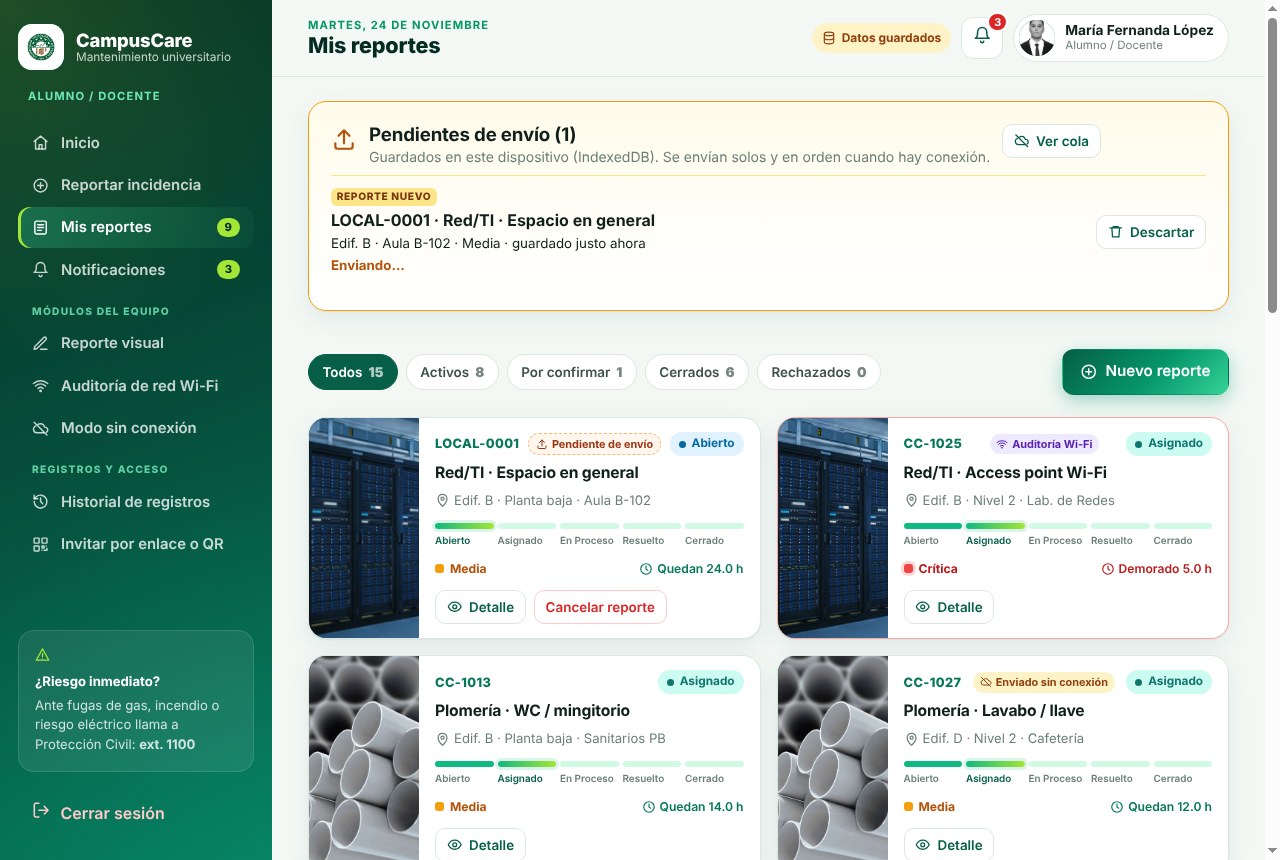 CampusCare
Mantenimiento universitario
ALUMNO / DOCENTE
Inicio
Reportar incidencia
Mis reportes 9
Notificaciones 3
MÓDULOS DEL EQUIPO
Reporte visual
Auditoría de red Wi-Fi
Modo sin conexión
REGISTROS Y ACCESO
Historial de registros
Invitar por enlace o QR
¿Riesgo inmediato?
Ante fugas de gas, incendio o
riesgo eléctrico llama a
Protección Civil: ext. 1100
Cerrar sesión
MARTES, 24 DE NOVIEMBRE
Mis reportes
Datos guardados
3
María Fernanda López
Alumno / Docente
Pendientes de envío (1)
Guardados en este dispositivo (IndexedDB). Se envían solos y en orden cuando hay conexión.
Ver cola
REPORTE NUEVO
LOCAL-0001 · Red/TI · Espacio en general
Edif. B · Aula B-102 · Media · guardado justo ahora
Enviando…
Descartar
Todos 15
Activos 8
Por confirmar 1
Cerrados 6
Rechazados 0
Nuevo reporte
LOCAL-0001 Pendiente de envío Abierto
Red/TI · Espacio en general
Edif. B · Planta baja · Aula B-102
Abierto Asignado En Proceso Resuelto Cerrado
Media Quedan 24.0 h
Detalle Cancelar reporte
CC-1025 Auditoría Wi-Fi Asignado
Red/TI · Access point Wi-Fi
Edif. B · Nivel 2 · Lab. de Redes
Abierto Asignado En Proceso Resuelto Cerrado
Crítica Demorado 5.0 h
Detalle
CC-1013 Asignado
Plomería · WC / mingitorio
Edif. B · Planta baja · Sanitarios PB
Abierto Asignado En Proceso Resuelto Cerrado
Media Quedan 14.0 h
Detalle
CC-1027 Enviado sin conexión Asignado
Plomería · Lavabo / llave
Edif. D · Nivel 2 · Cafetería
Abierto Asignado En Proceso Resuelto Cerrado
Media Quedan 12.0 h
Detalle